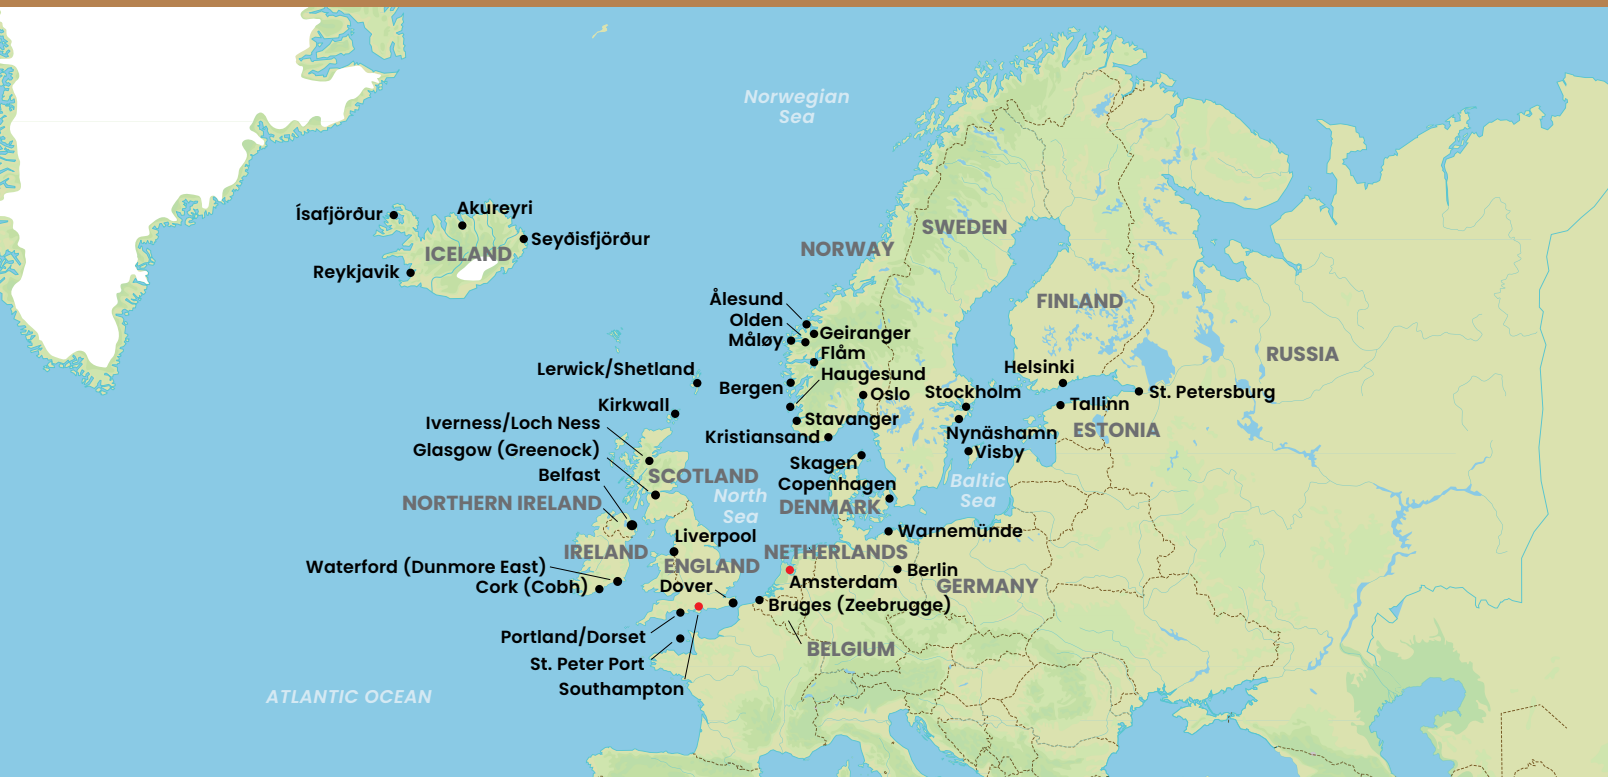 Norwegian
Sea
Ísafjörður
Akureyri
Seyðisfjörður
ICELAND
Reykjavik
SWEDEN
NORWAY
FINLAND
RUSSIA
Ålesund
Olden
Måløy
Geiranger
Flåm
Haugesund
Bergen
Oslo
Stavanger
Kristiansand
Lerwick/Shetland
Kirkwall
Iverness/Loch Ness
Glasgow (Greenock)
Belfast
SCOTLAND
NORTHERN IRELAND
North
Sea
Helsinki
St. Petersburg
Stockholm
Tallinn
Nynäshamn
ESTONIA
Visby
Baltic
Sea
Skagen
Copenhagen
DENMARK
Warnemünde
Liverpool
IRELAND
ENGLAND
NETHERLANDS
Waterford (Dunmore East)
Cork (Cobh)
Dover
Amsterdam
Berlin
GERMANY
Bruges (Zeebrugge)
BELGIUM
Portland/Dorset
St. Peter Port
Southampton
ATLANTIC OCEAN